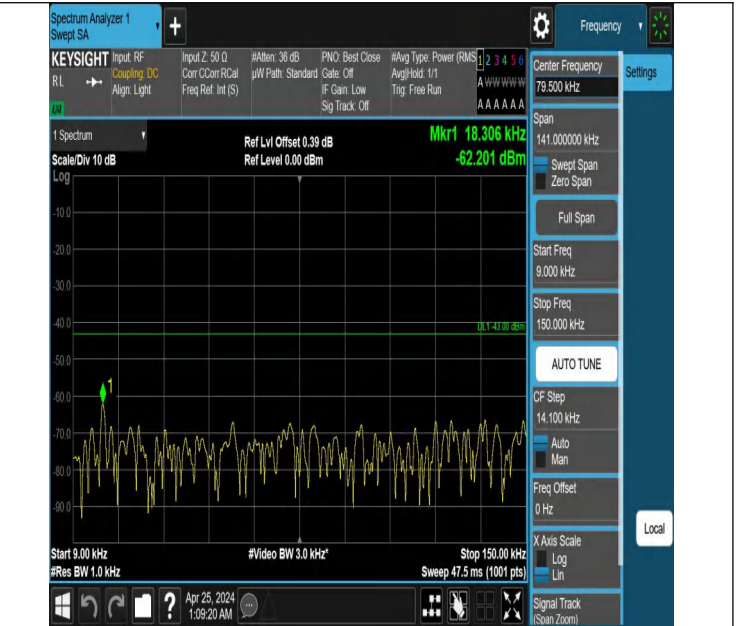 Spectrum Analyzer 1
Swept SA
+
Frequency
KEYSIGHT
RL
Input: RF
Coupling: DC
Align: Light
Input Z: 50 Ω
Corr CCorr RCal
Freq Ref: Int (S)
#Atten: 36 dB
µW Path: Standard
PNO: Best Close
Gate: Off
IF Gain: Low
Sig Track: Off
#Avg Type: Power (RMS
Avg|Hold: 1/1
Trig: Free Run
1 2 3 4 5 6
A W W W W W
A A A A A A
1 Spectrum
Scale/Div 10 dB
Ref Lvl Offset 0.39 dB
Ref Level 0.00 dBm
Mkr1 18.306 kHz
-62.201 dBm
Log
-10.0
-20.0
-30.0
-40.0
DL1 -43.00 dBm
-50.0
-60.0
1
-70.0
-80.0
-90.0
Start 9.00 kHz
#Res BW 1.0 kHz
#Video BW 3.0 kHz*
Stop 150.00 kHz
Sweep 47.5 ms (1001 pts)
Center Frequency
79.500 kHz
Settings
Span
141.000000 kHz
Swept Span
Zero Span
Full Span
Start Freq
9.000 kHz
Stop Freq
150.000 kHz
AUTO TUNE
CF Step
14.100 kHz
Auto
Man
Freq Offset
0 Hz
Local
X Axis Scale
Log
Lin
Signal Track
(Span Zoom)
?
Apr 25, 2024
1:09:20 AM